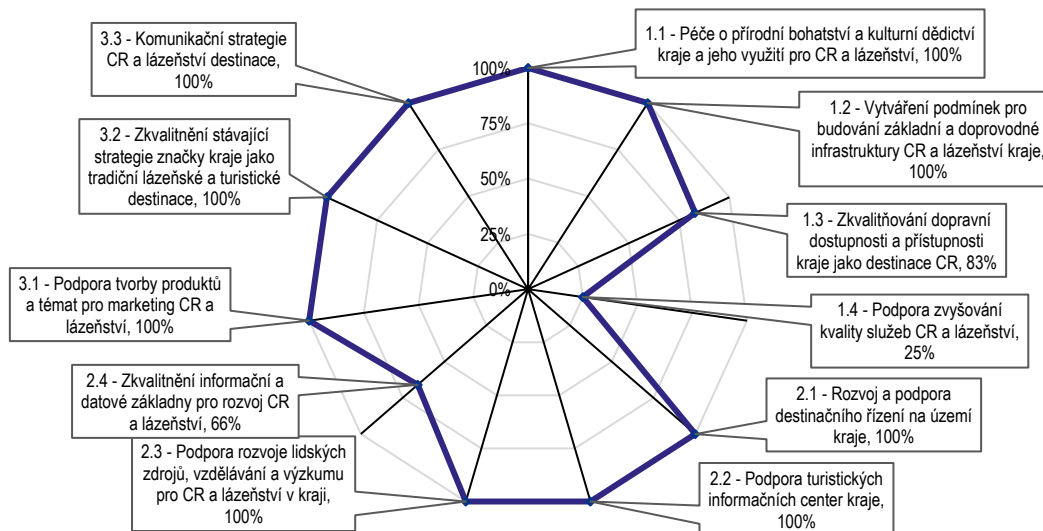 3.3 - Komunikační strategie
CR a lázeňství destinace,
100%
1.1 - Péče o přírodní bohatství a kulturní dědictví
kraje a jeho využití pro CR a lázeňství, 100%
100%
75%
50%
25%
0%
1.2 - Vytváření podmínek pro
budování základní a doprovodné
infrastruktury CR a lázeňství kraje,
100%
3.2 - Zkvalitnění stávající
strategie značky kraje jako
tradiční lázeňské a turistické
destinace, 100%
1.3 - Zkvalitňování dopravní
dostupnosti a přístupnosti
kraje jako destinace CR, 83%
3.1 - Podpora tvorby produktů
a témat pro marketing CR a
lázeňství, 100%
1.4 - Podpora zvyšování
kvality služeb CR a lázeňství,
25%
2.4 - Zkvalitnění informační a
datové základny pro rozvoj CR
a lázeňství, 66%
2.1 - Rozvoj a podpora
destinačního řízení na území
kraje, 100%
2.3 - Podpora rozvoje lidských
zdrojů, vzdělávání a výzkumu
pro CR a lázeňství v kraji,
100%
2.2 - Podpora turistických
informačních center kraje,
100%